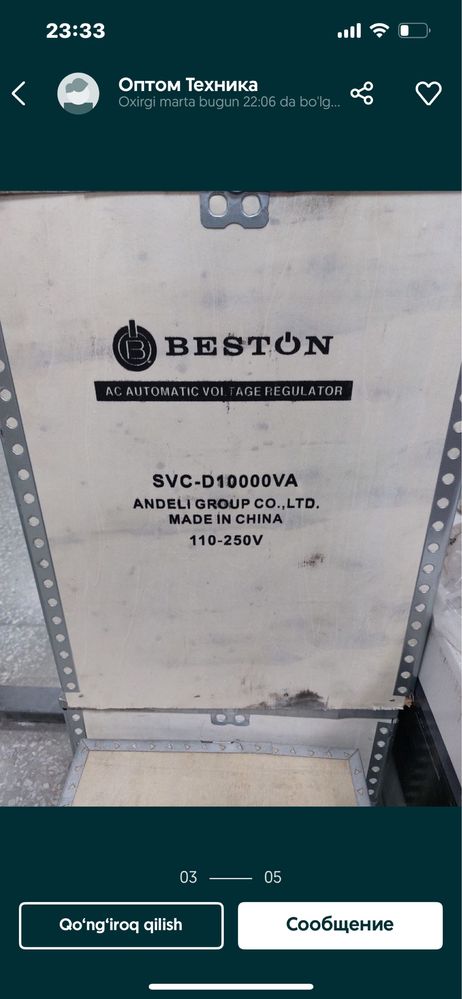 23:33
Оптом Техника
Oxirgi marta bugun 22:06 da bo'lg...
B BESTON
AC AUTOMATIC VOLTAGE REGULATOR
SVC-D10000VA
ANDELI GROUP CO.,LTD.
MADE IN CHINA
110-250V
03 05
Qo'ng'iroq qilish
Сообщение